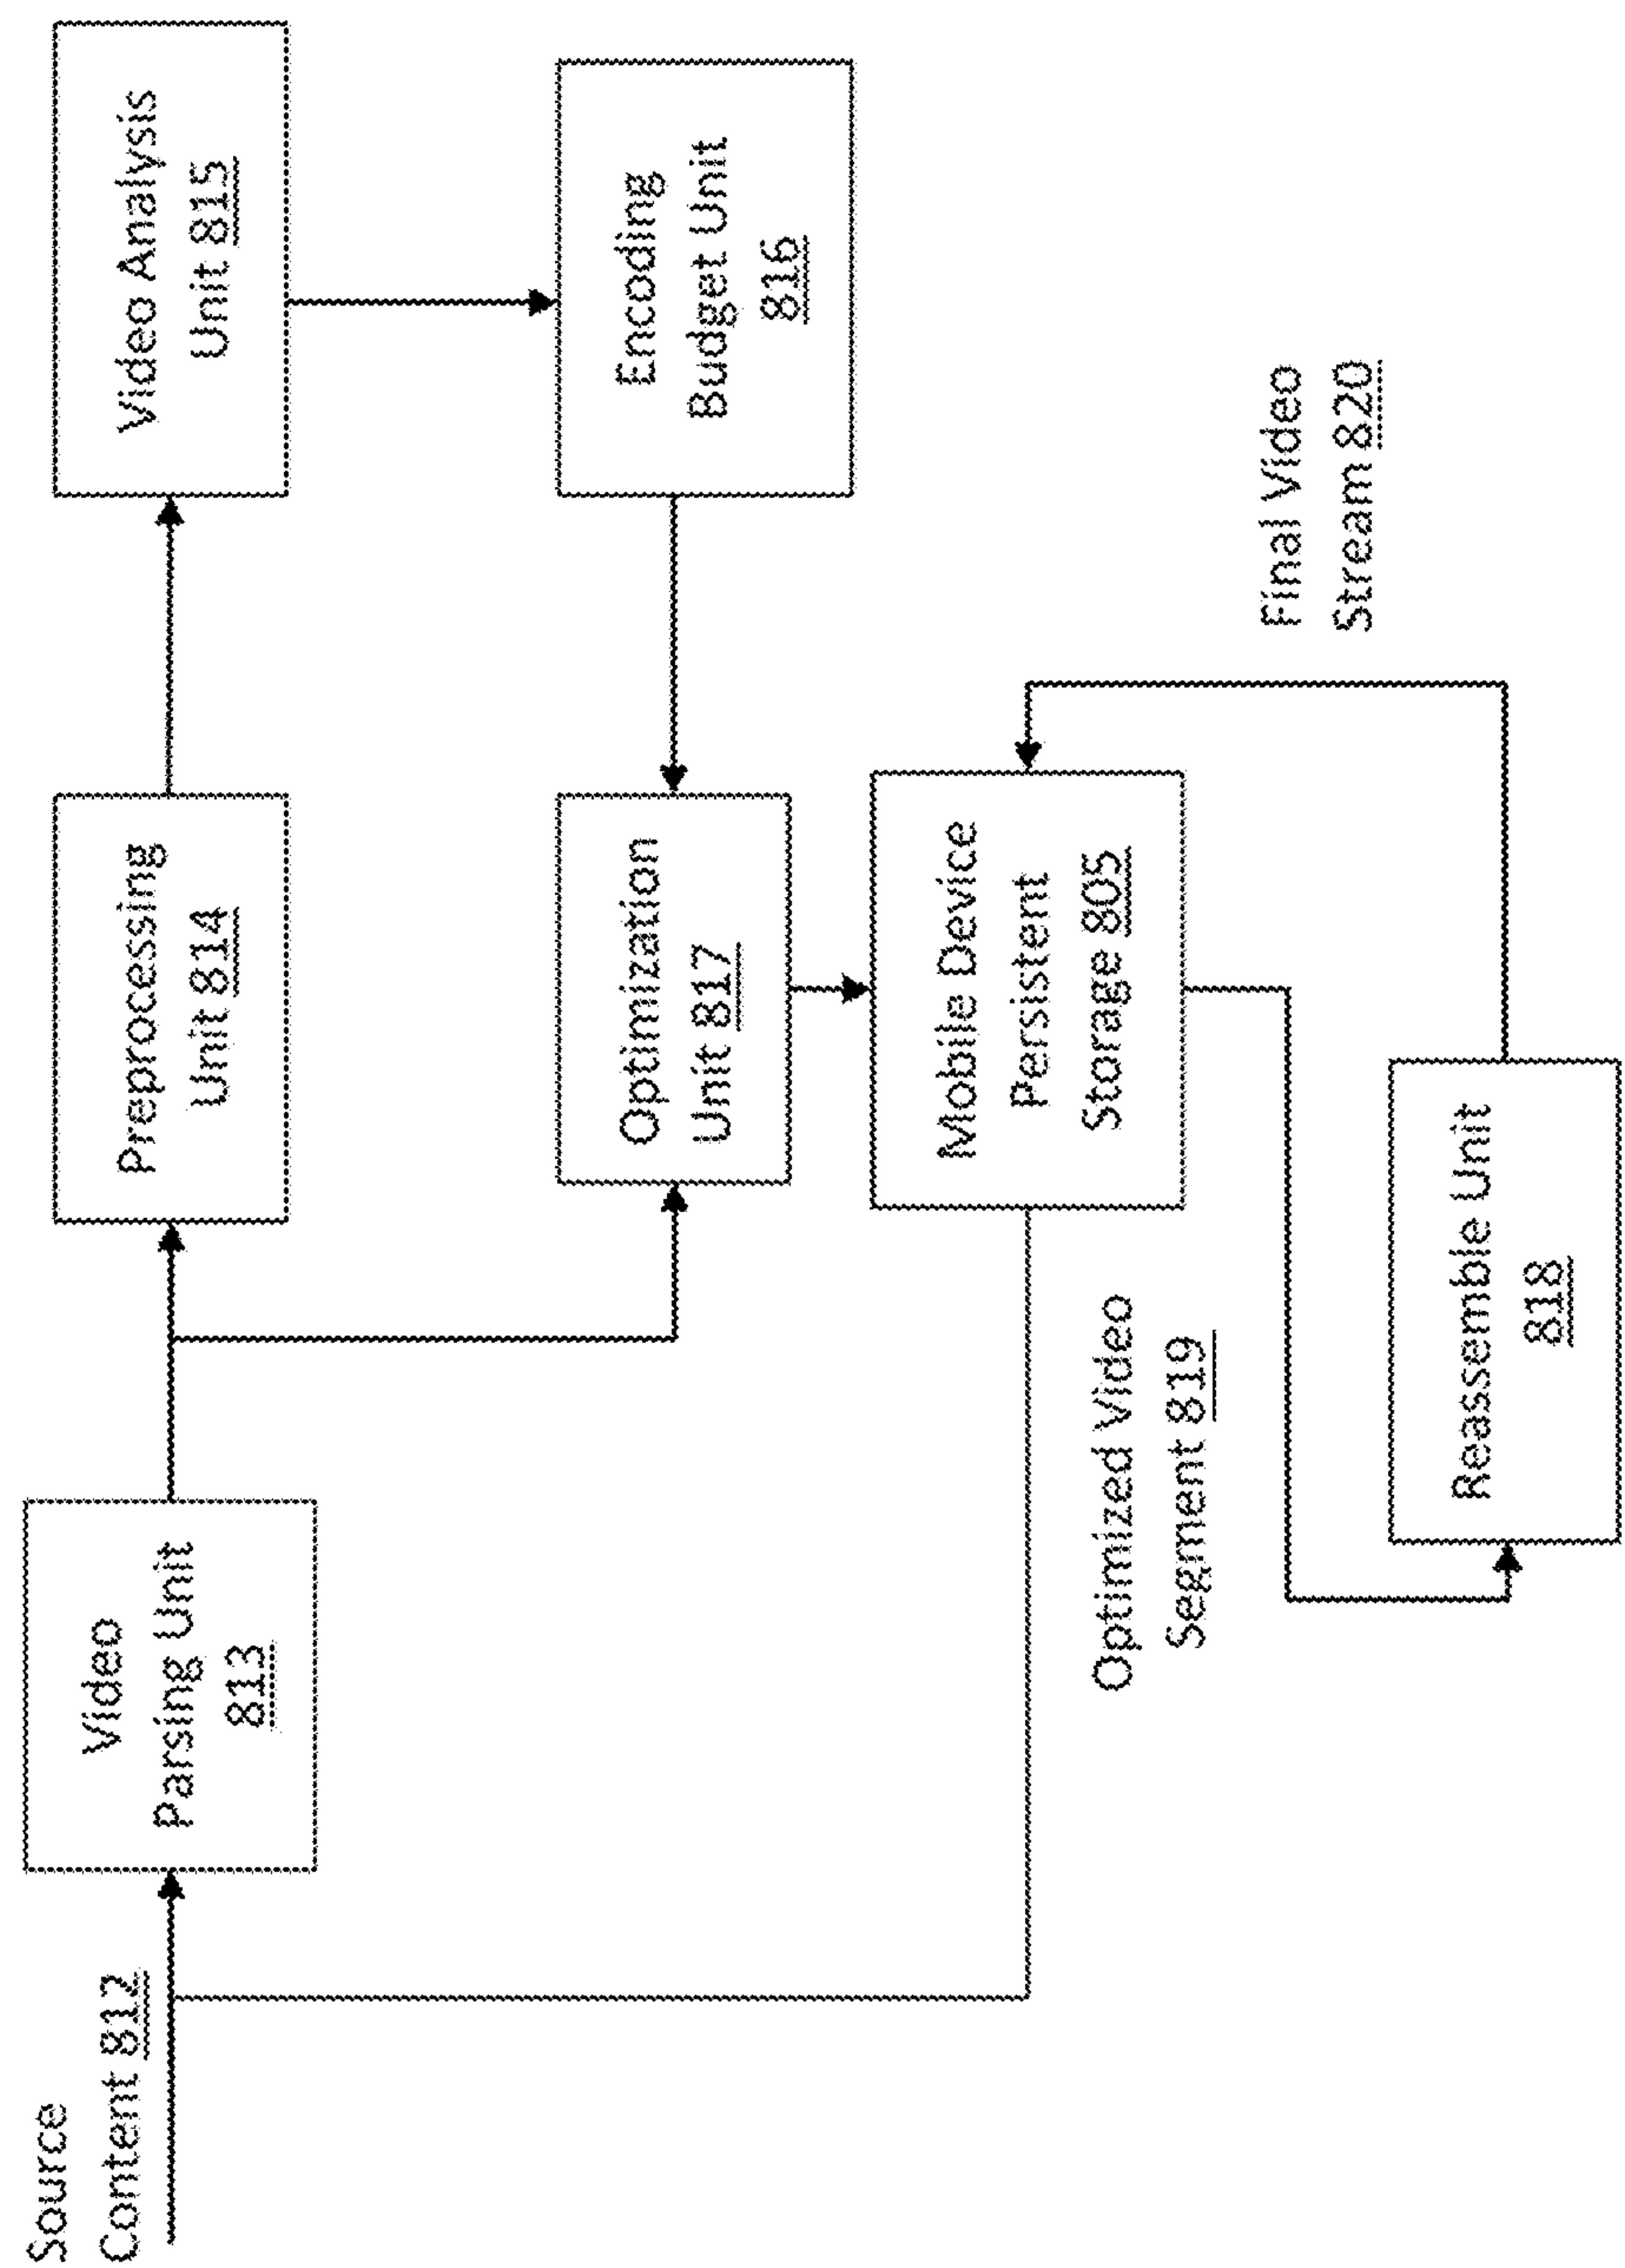 Source
Content 812
Video
Parsing Unit
813
Preprocessing
Unit 814
Video Analysis
Unit 815
Encoding
Budget Unit
816
Optimization
Unit 817
Mobile Device
Persistent
Storage 805
Optimized Video
Segment 819
Final Video
Stream 820
Reassemble Unit
818